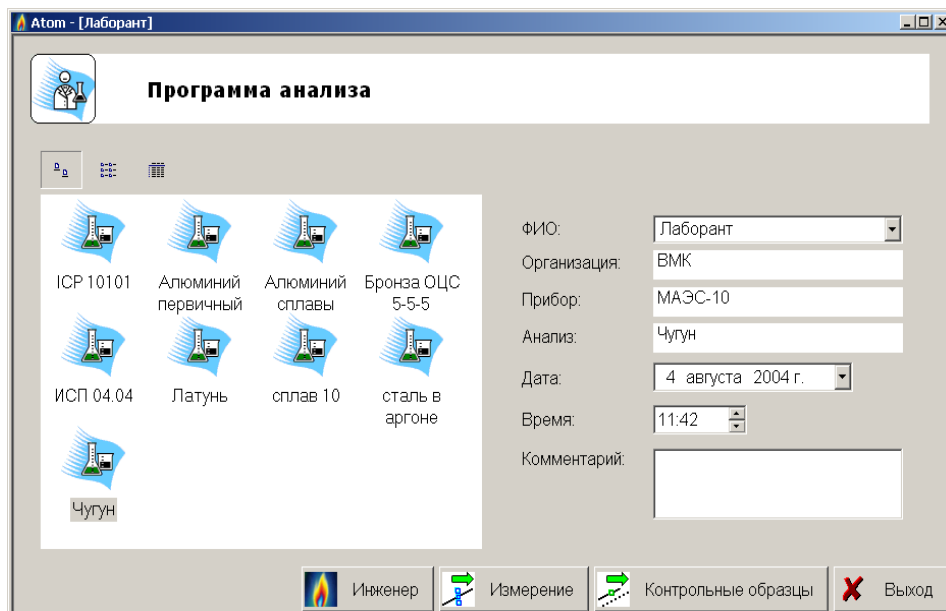 Atom - [Лаборант]
Программа анализа
ICP 10101
Алюминий
первичный
Алюминий
сплавы
Бронза ОЦС
5-5-5
ИСП 04.04
Латунь
сплав 10
сталь в
аргоне
Чугун
ФИО: Лаборант
Организация: ВМК
Прибор: МАЭС-10
Анализ: Чугун
Дата: 4 августа 2004 г.
Время: 11:42
Комментарий:
Инженер
Измерение
Контрольные образцы
Выход